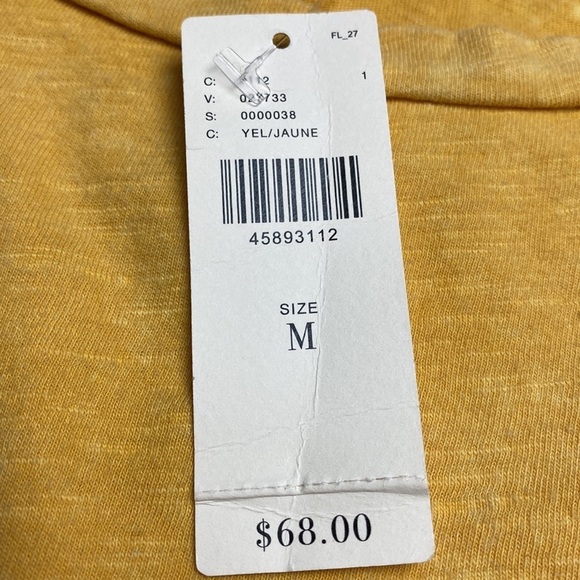 FL_27
C: 1
V:
S: 0000038
C: YEL/JAUNE
45893112
SIZE
M
$68.00